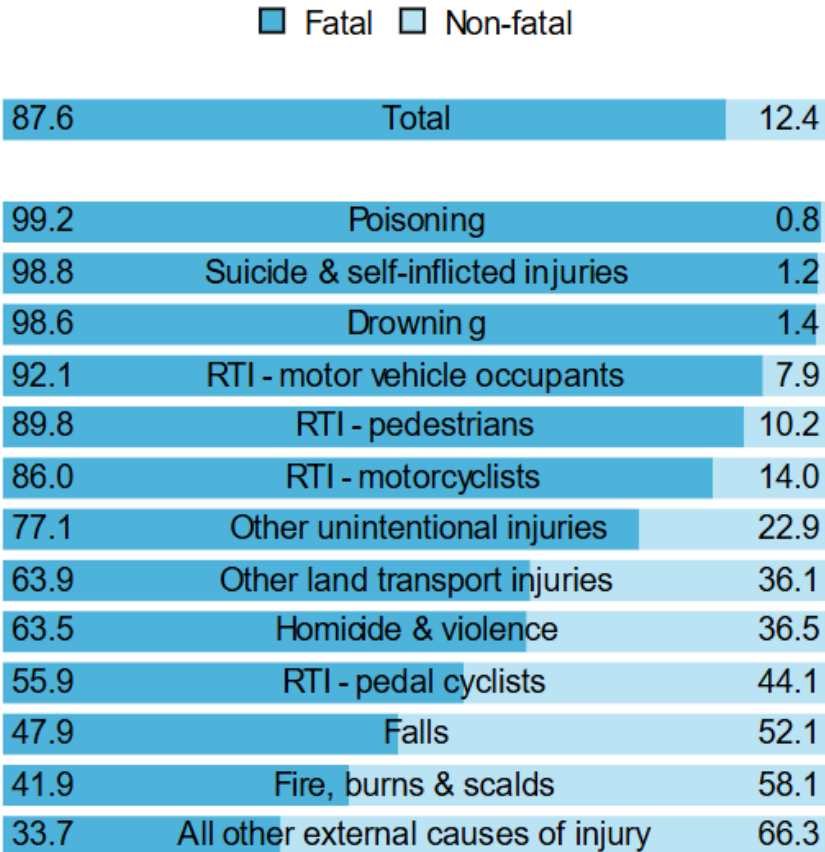 Fatal Non-fatal
87.6 Total 12.4
99.2 Poisoning 0.8
98.8 Suicide & self-inflicted injuries 1.2
98.6 Drowning 1.4
92.1 RTI - motor vehicle occupants 7.9
89.8 RTI - pedestrians 10.2
86.0 RTI - motorcyclists 14.0
77.1 Other unintentional injuries 22.9
63.9 Other land transport injuries 36.1
63.5 Homicide & violence 36.5
55.9 RTI - pedal cyclists 44.1
47.9 Falls 52.1
41.9 Fire, burns & scalds 58.1
33.7 All other external causes of injury 66.3